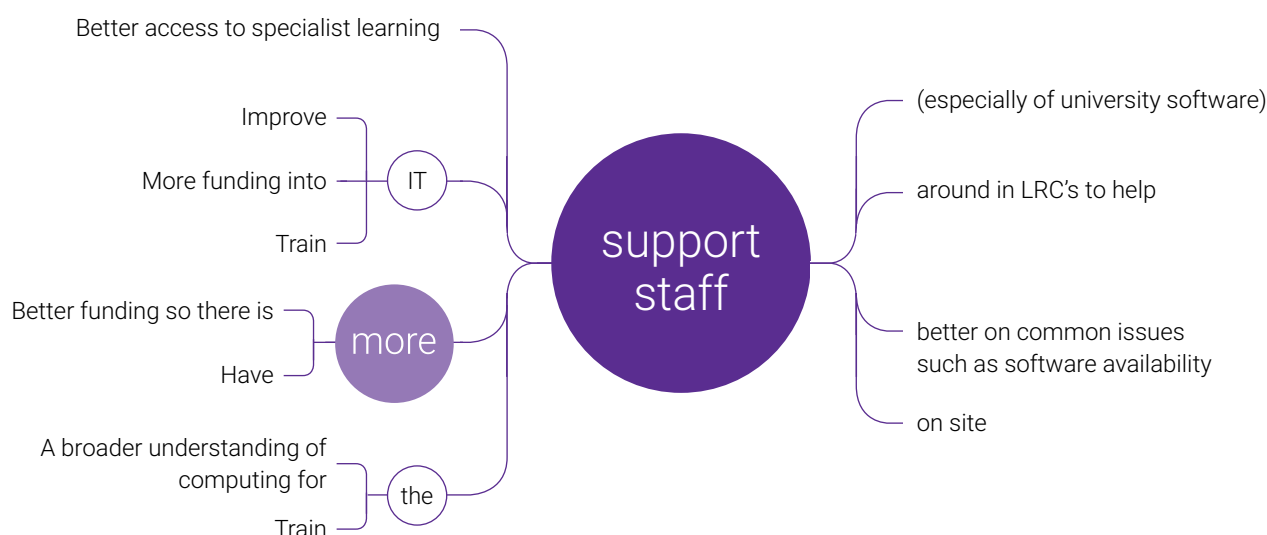 Better access to specialist learning
Improve
More funding into
Train
IT
Better funding so there is
Have
more
A broader understanding of
computing for
Train
the
support
staff
(especially of university software)
around in LRC's to help
better on common issues
such as software availability
on site